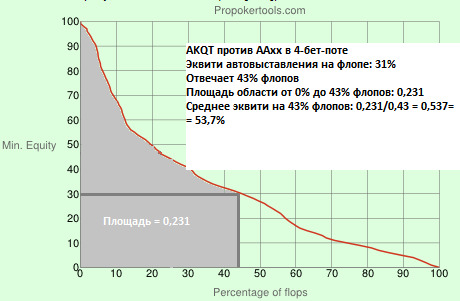 Propokertools.com
AKQT против AAxx в 4-бет-поте
Эквити автовыставления на флопе: 31%
Отвечает 43% флопов
Площадь области от 0% до 43% флопов: 0,231
Среднее эквити на 43% флопов: 0,231/0,43 = 0,537=
= 53,7%
100
90
80
70
60
50
40
30
20
10
0
Min. Equity
Площадь = 0,231
0 10 20 30 40 50 60 70 80 90 100
Percentage of flops